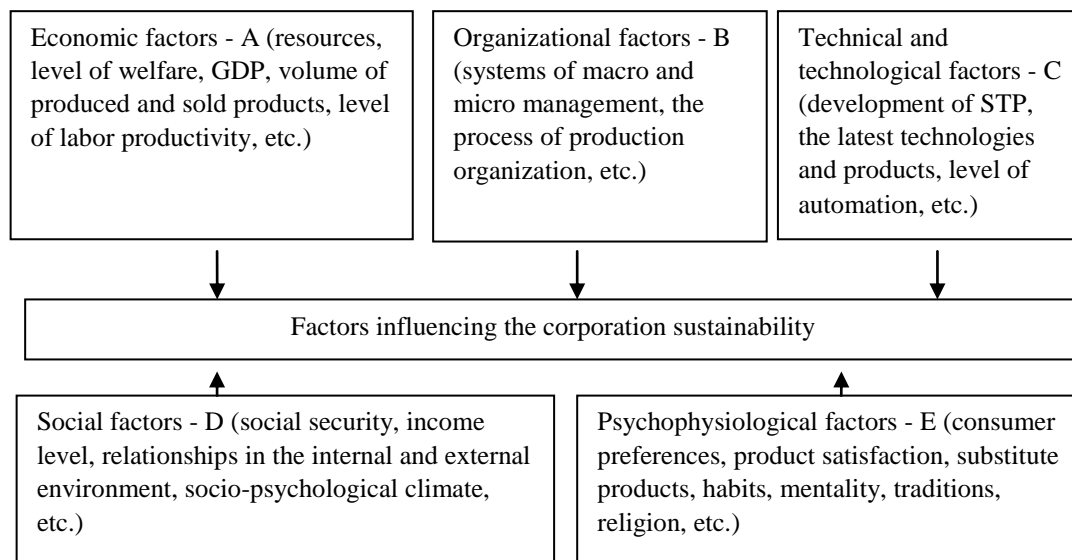 Economic factors - A (resources,
level of welfare, GDP, volume of
produced and sold products, level
of labor productivity, etc.)
Organizational factors - B
(systems of macro and
micro management, the
process of production
organization, etc.)
Technical and
technological factors - C
(development of STP,
the latest technologies
and products, level of
automation, etc.)
Factors influencing the corporation sustainability
Social factors - D (social security, income
level, relationships in the internal and external
environment, socio-psychological climate,
etc.)
Psychophysiological factors - E (consumer
preferences, product satisfaction, substitute
products, habits, mentality, traditions,
religion, etc.)